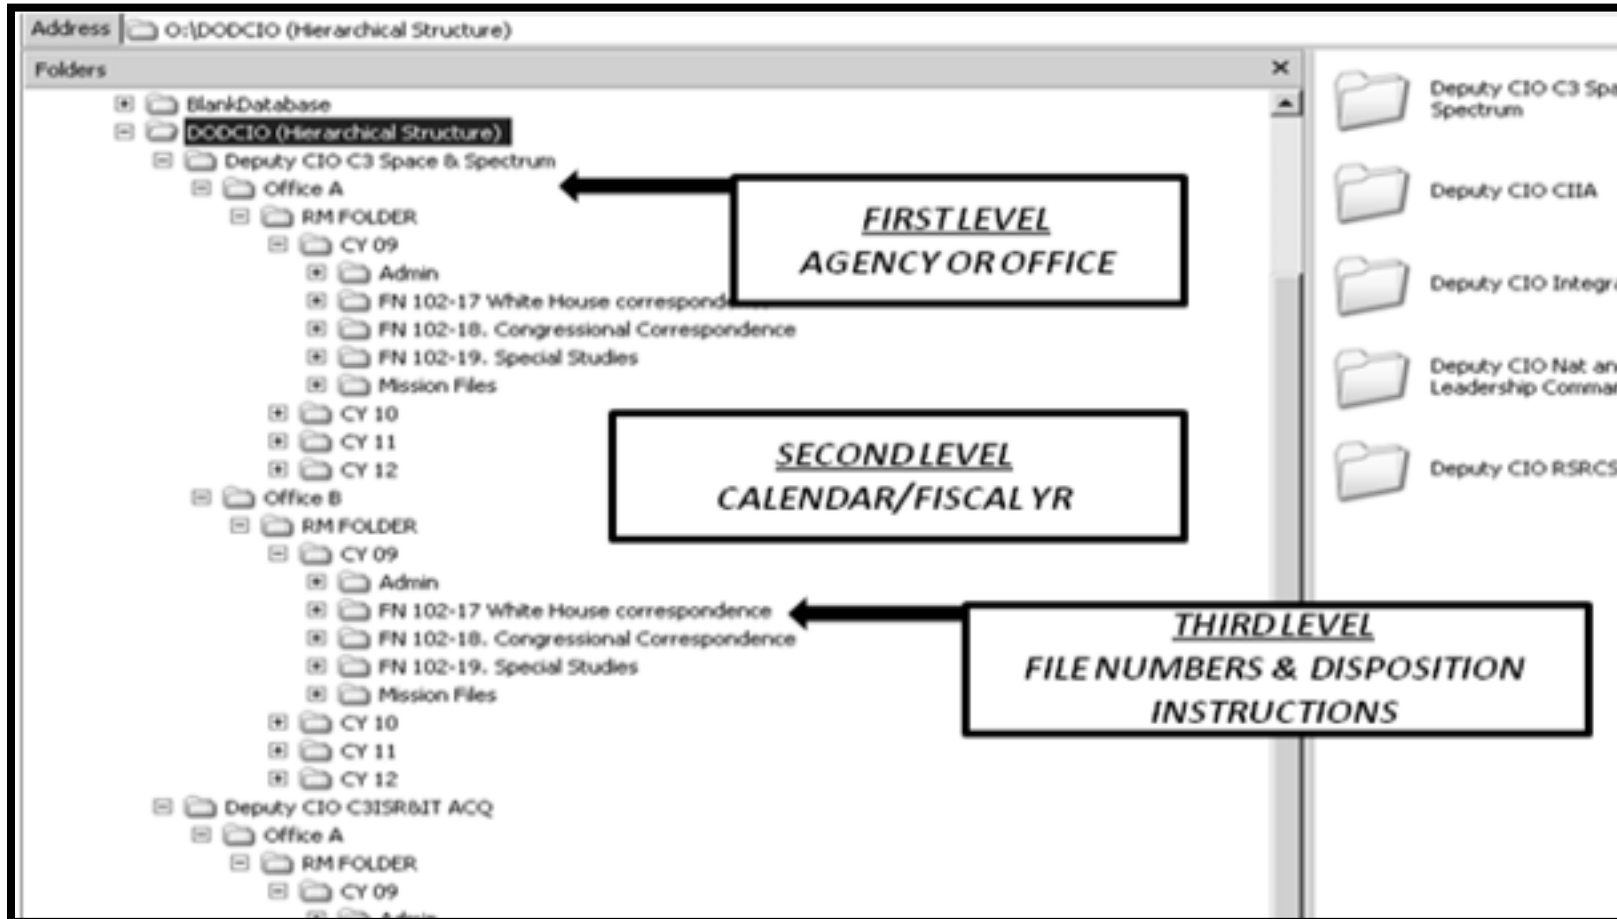 Address O:\DODCIO (Hierarchical Structure)
Folders
BlankDatabase
DODCIO (Hierarchical Structure)
Deputy CIO C3 Space & Spectrum
Office A
RM FOLDER
CY 09
Admin
FN 102-17 White House correspond
FN 102-18. Congressional Correspondence
FN 102-19. Special Studies
Mission Files
CY 10
CY 11
CY 12
Office B
RM FOLDER
CY 09
Admin
FN 102-17 White House correspondence
FN 102-18. Congressional Correspondence
FN 102-19. Special Studies
Mission Files
CY 10
CY 11
CY 12
Deputy CIO C3ISR&IT ACQ
Office A
RM FOLDER
CY 09
Admin
FIRST LEVEL
AGENCY OR OFFICE
SECOND LEVEL
CALENDAR/FISCAL YR
THIRD LEVEL
FILE NUMBERS & DISPOSITION
INSTRUCTIONS
Deputy CIO C3 Spa
Spectrum
Deputy CIO CIIA
Deputy CIO Integra
Deputy CIO Nat an
Leadership Comma
Deputy CIO RSRCS